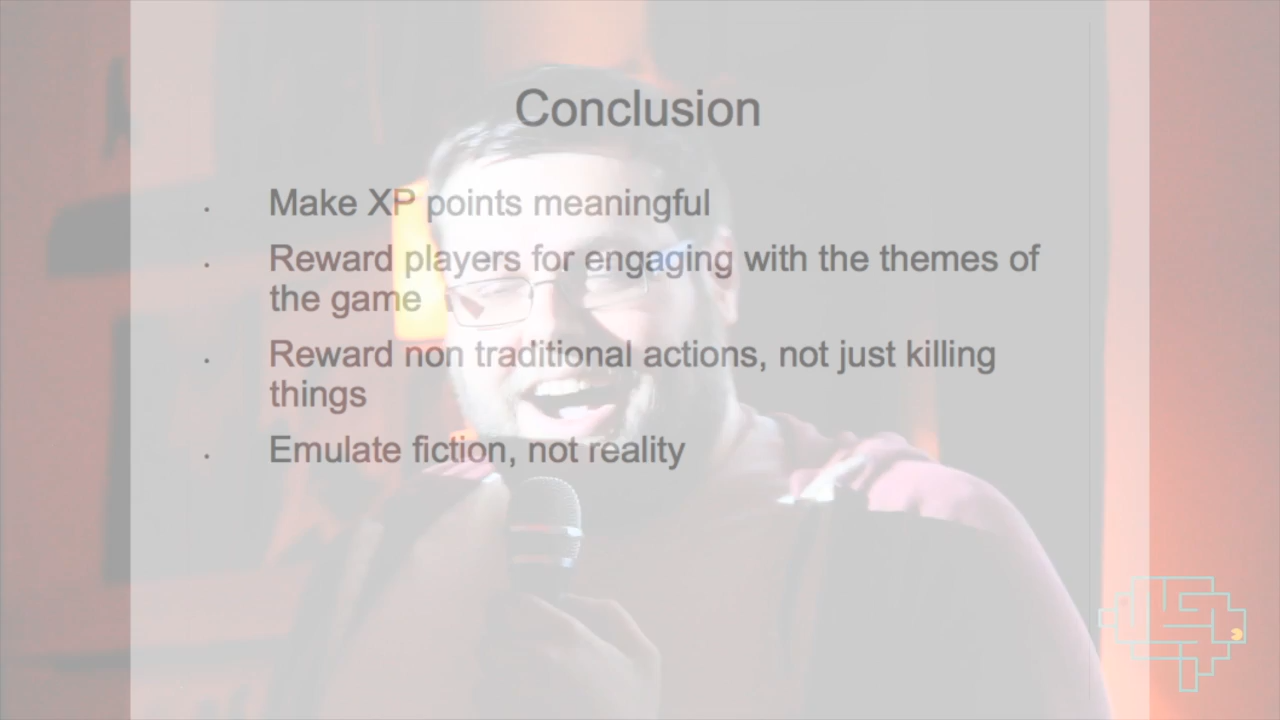 Conclusion
. Make XP points meaningful
. Reward players for engaging with the themes of
the game
. Reward non traditional actions, not just killing
things
. Emulate fiction, not reality